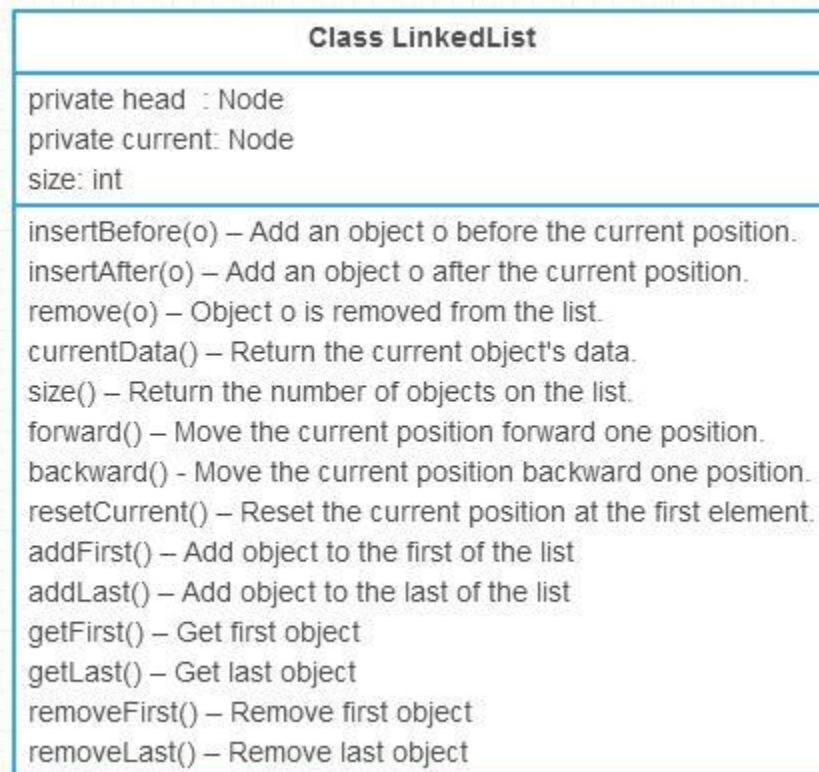 Class LinkedList
private head : Node
private current: Node
size: int
insertBefore(o) – Add an object o before the current position.
insertAfter(o) – Add an object o after the current position.
remove(o) – Object o is removed from the list.
currentData() – Return the current object's data.
size() – Return the number of objects on the list.
forward() – Move the current position forward one position.
backward() - Move the current position backward one position.
resetCurrent() – Reset the current position at the first element.
addFirst() – Add object to the first of the list
addLast() – Add object to the last of the list
getFirst() – Get first object
getLast() – Get last object
removeFirst() – Remove first object
removeLast() – Remove last object